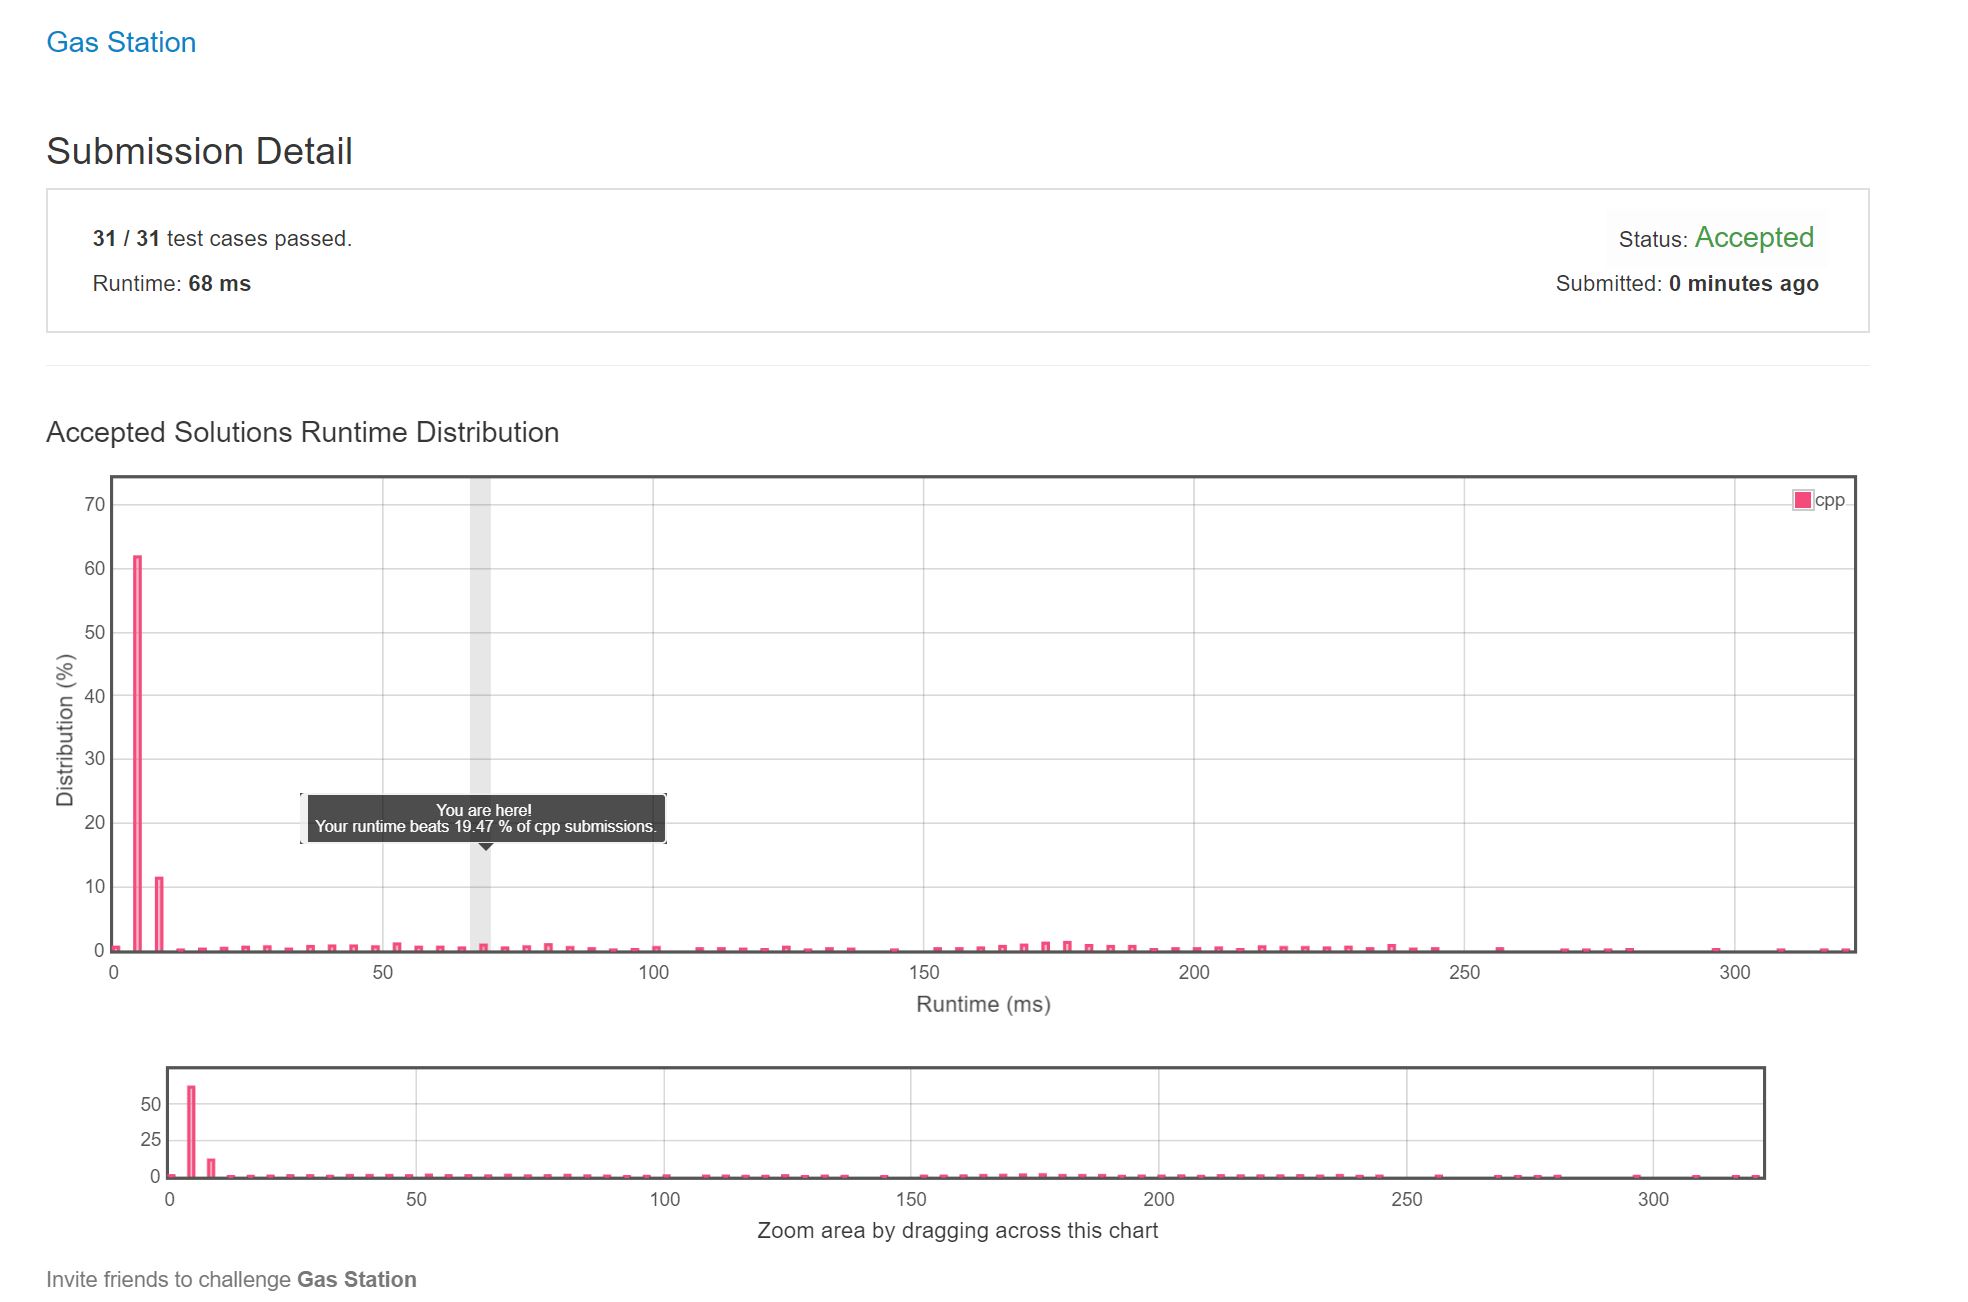 Gas Station
Submission Detail
31 / 31 test cases passed.
Status: Accepted
Runtime: 68 ms
Submitted: 0 minutes ago
Accepted Solutions Runtime Distribution
cpp
70
60
50
40
30
20
10
0
Distribution (%)
You are here!
Your runtime beats 19.47 % of cpp submissions.
0 50 100 150 200 250 300
Runtime (ms)
50
25
0
0 50 100 150 200 250 300
Zoom area by dragging across this chart
Invite friends to challenge Gas Station